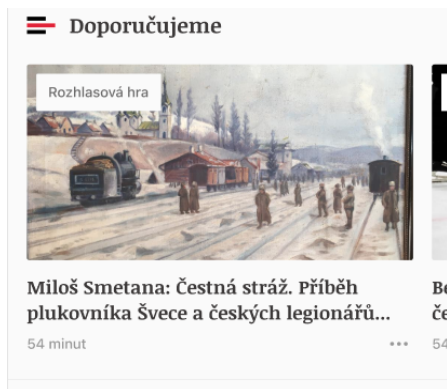 Doporučujeme
Rozhlasová hra
Miloš Smetana: Čestná stráž. Příběh
plukovníka Švece a českých legionářů...
54 minut